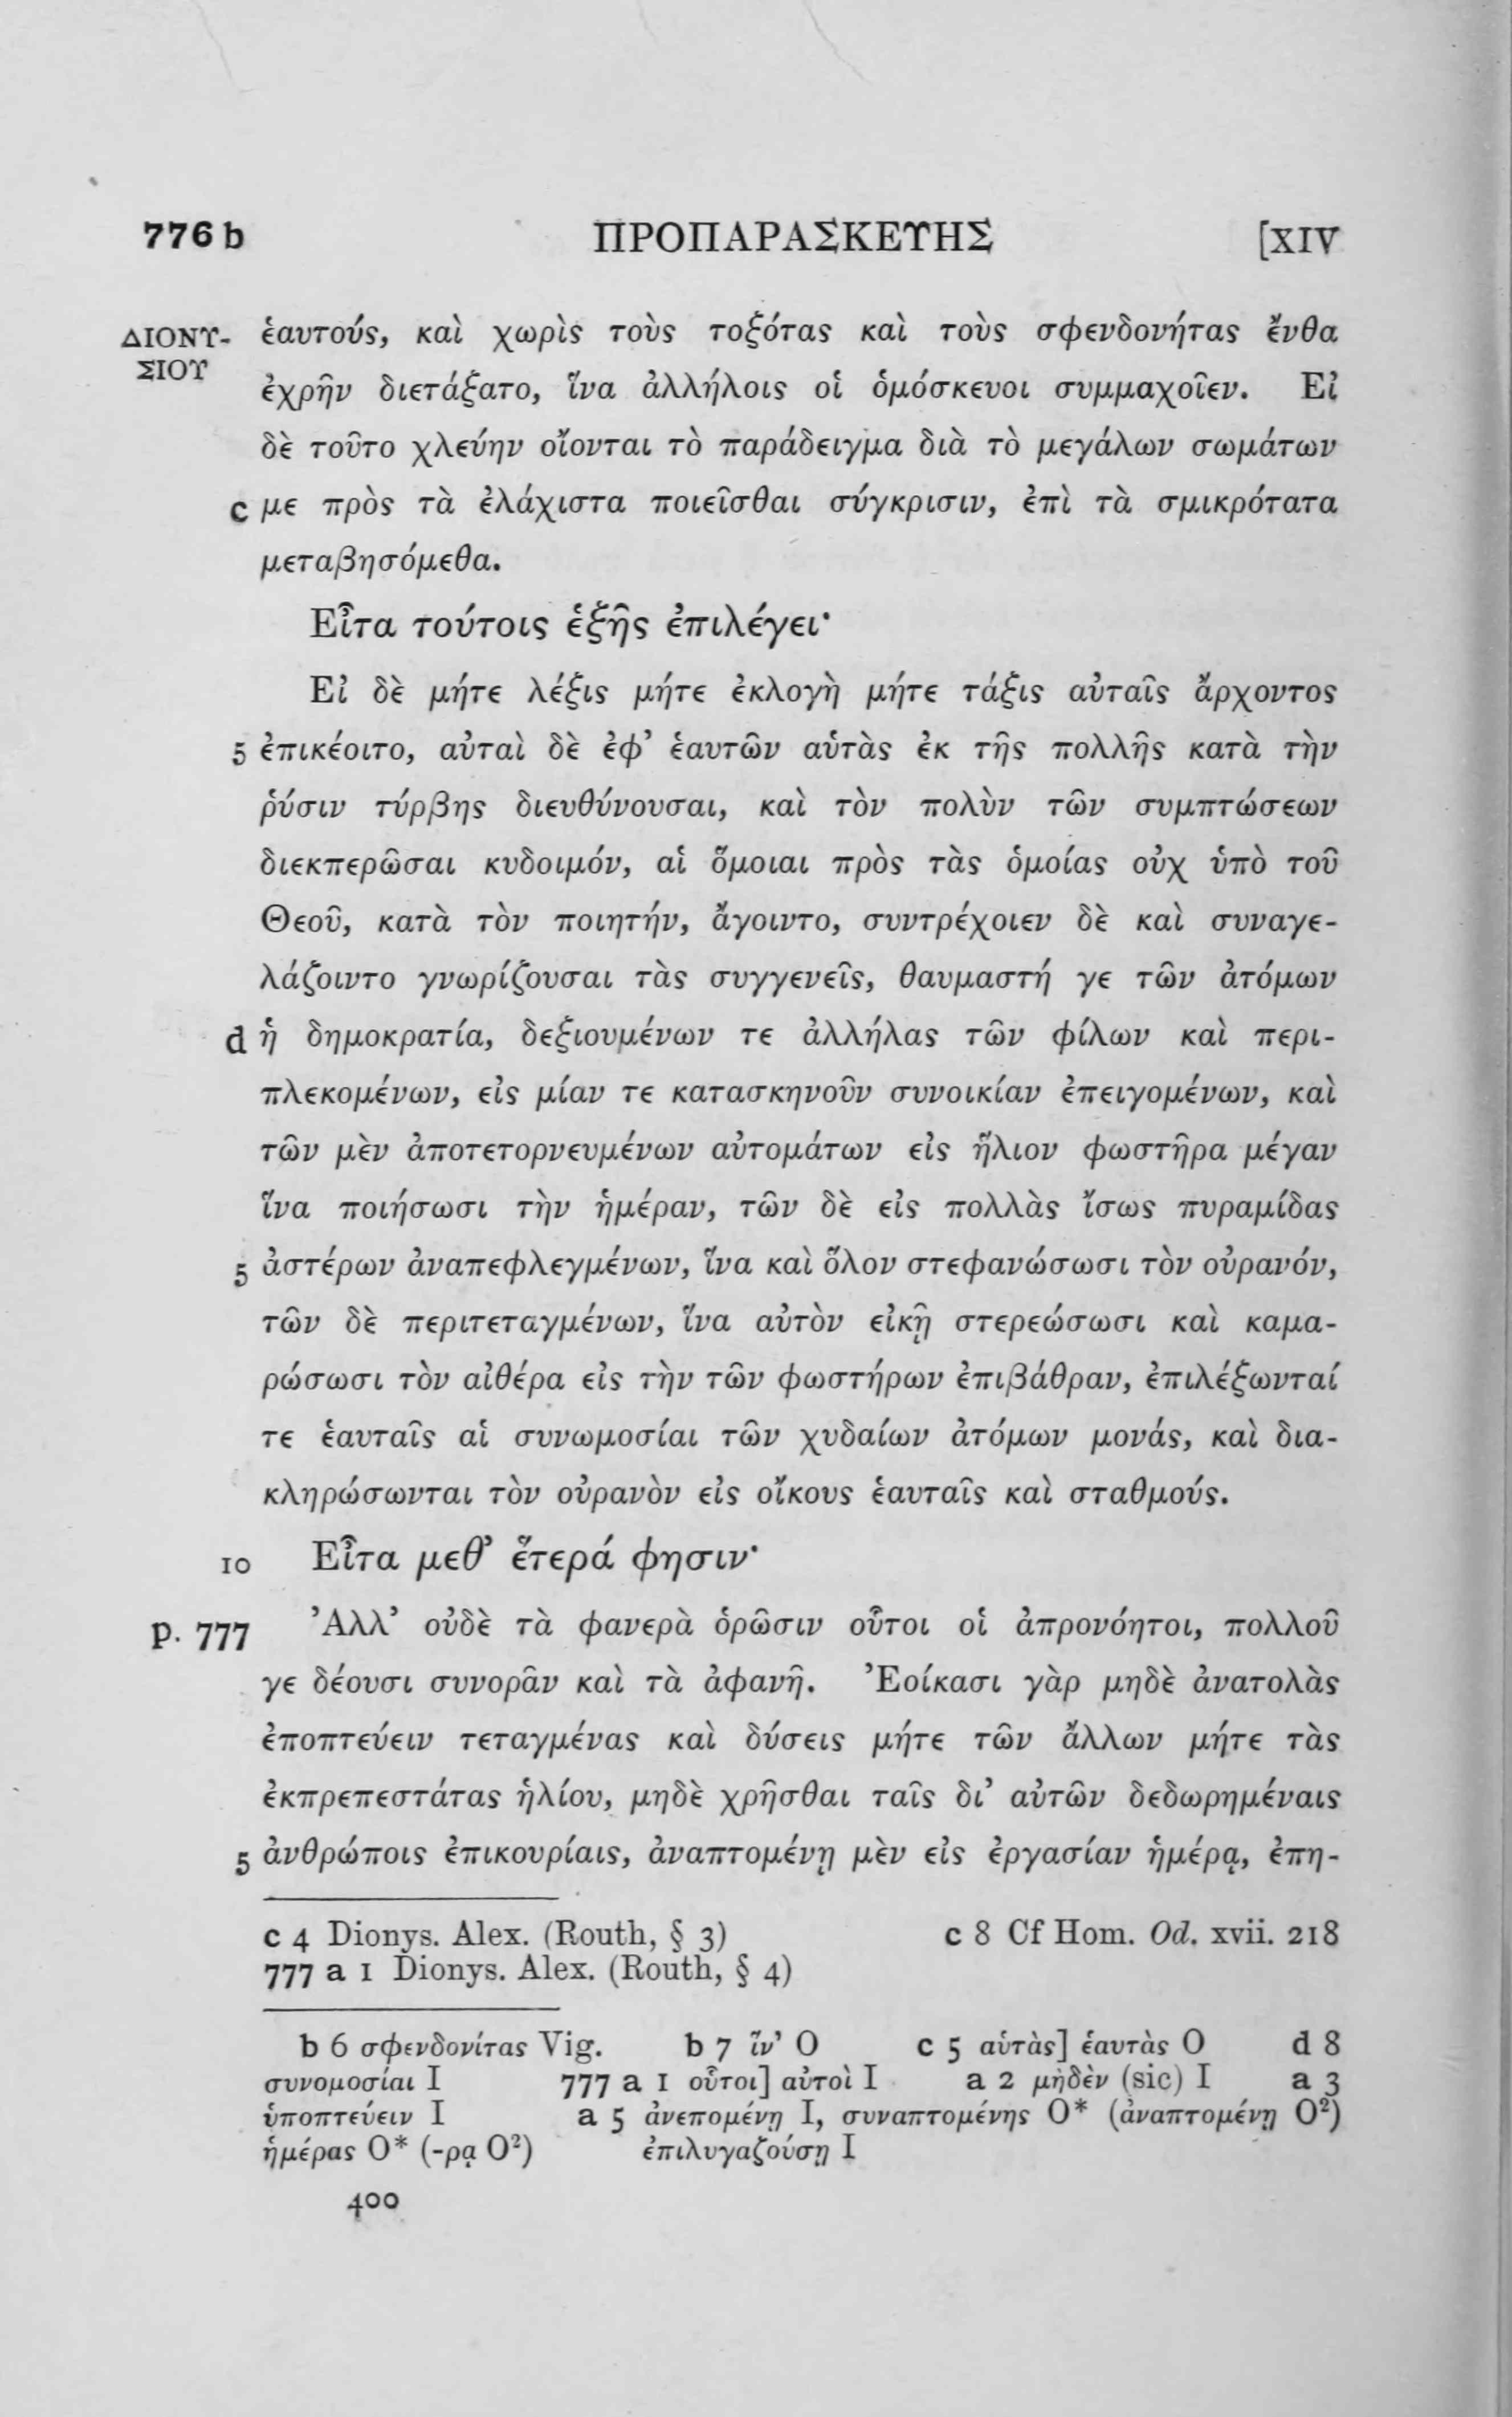 776 b ΠΡΟΠΑΡΑΣΚΕΥΗΣ [XIV
ΔΙΟΝΥ- ἑαυτούς, καὶ χωρὶς τοὺς τοξότας καὶ τοὺς σφενδονήτας ἔνθα
ΣΙΟΥ ἐχρῆν διετάξατο, ἵνα ἀλλήλοις οἱ ὁμόσκευοι συμμαχοῖεν. Εἰ
δὲ τοῦτο χλεύην οἴονται τὸ παράδειγμα διὰ τὸ μεγάλων σωμάτων
c με πρὸς τὰ ἐλάχιστα ποιεῖσθαι σύγκρισιν, ἐπὶ τὰ σμικρότατα
μεταβησόμεθα.
Εἶτα τούτοις ἑξῆς ἐπιλέγει·
Εἰ δὲ μήτε λέξις μήτε ἐκλογὴ μήτε τάξις αὐταῖς ἄρχοντος
5 ἐπικέοιτο, αὐταὶ δὲ ἐφ’ ἑαυτῶν αὑτὰς ἐκ τῆς πολλῆς κατὰ τὴν
ῥύσιν τύρβης διευθύνουσαι, καὶ τὸν πολὺν τῶν συμπτώσεων
διεκπερῶσαι κυδοιμόν, αἱ ὅμοιαι πρὸς τὰς ὁμοίας οὐχ ὑπὸ τοῦ
Θεοῦ, κατὰ τὸν ποιητήν, ἄγοιντο, συντρέχοιεν δὲ καὶ συναγε-
λάζοιντο γνωρίζουσαι τὰς συγγενεῖς, θαυμαστή γε τῶν ἀτόμων
d ἡ δημοκρατία, δεξιουμένων τε ἀλλήλας τῶν φίλων καὶ περι-
πλεκομένων, εἰς μίαν τε κατασκηνοῦν συνοικίαν ἐπειγομένων, καὶ
τῶν μὲν ἀποτετορνευμένων αὐτομάτων εἰς ἥλιον φωστῆρα μέγαν
ἵνα ποιήσωσι τὴν ἡμέραν, τῶν δὲ εἰς πολλὰς ἴσως πυραμίδας
5 ἀστέρων ἀναπεφλεγμένων, ἵνα καὶ ὅλον στεφανώσωσι τὸν οὐρανόν,
τῶν δὲ περιτεταγμένων, ἵνα αὐτὸν εἰκῇ στερεώσωσι καὶ καμα-
ρώσωσι τὸν αἰθέρα εἰς τὴν τῶν φωστήρων ἐπιβάθραν, ἐπιλέξωνταί
τε ἑαυταῖς αἱ συνωμοσίαι τῶν χυδαίων ἀτόμων μονάς, καὶ δια-
κληρώσωνται τὸν οὐρανὸν εἰς οἴκους ἑαυταῖς καὶ σταθμούς.
10 Εἶτα μεθ’ ἕτερά φησιν·
p. 777 Ἀλλ’ οὐδὲ τὰ φανερὰ ὁρῶσιν οὗτοι οἱ ἀπρονόητοι, πολλοῦ
γε δέουσι συνορᾶν καὶ τὰ ἀφανῆ. Ἐοίκασι γὰρ μηδὲ ἀνατολὰς
ἐποπτεύειν τεταγμένας καὶ δύσεις μήτε τῶν ἄλλων μήτε τὰς
ἐκπρεπεστάτας ἡλίου, μηδὲ χρῆσθαι ταῖς δι’ αὐτῶν δεδωρημέναις
5 ἀνθρώποις ἐπικουρίαις, ἀναπτομένῃ μὲν εἰς ἐργασίαν ἡμέρᾳ, ἐπη-
c 4 Dionys. Alex. (Routh, § 3) c 8 Cf Hom. Od. xvii. 218
777 a 1 Dionys. Alex. (Routh, § 4)
b 6 σφενδονίτας Vig. b 7 ἵν’ O c 5 αὑτὰς] ἑαυτὰς O d 8
συνομοσίαι I 777 a 1 οὗτοι] αὐτοὶ I a 2 μὴδὲν (sic) I a 3
ὑποπτεύειν I a 5 ἀνεπομένῃ I, συναπτομένης O* (ἀναπτομένῃ O²)
ἡμέρας O* (-ρᾳ O²) ἐπιλυγαζούσῃ I
400